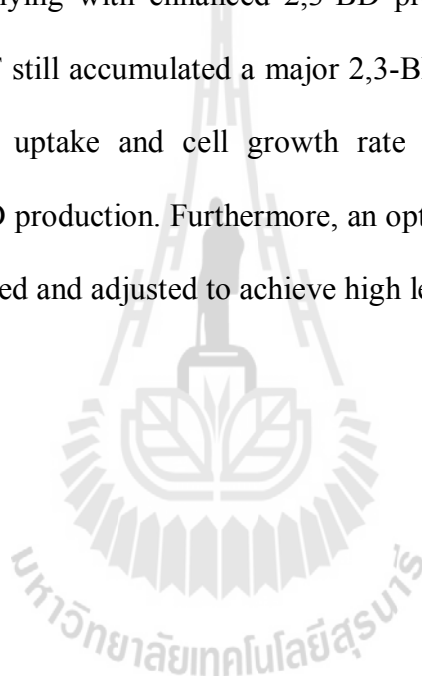 lying with enhanced 2,3-BD pr
still accumulated a major 2,3-B
uptake and cell growth rate
production. Furthermore, an opt
ed and adjusted to achieve high le
มหาวิทยาลัยเทคโนโลยีสุรนารี